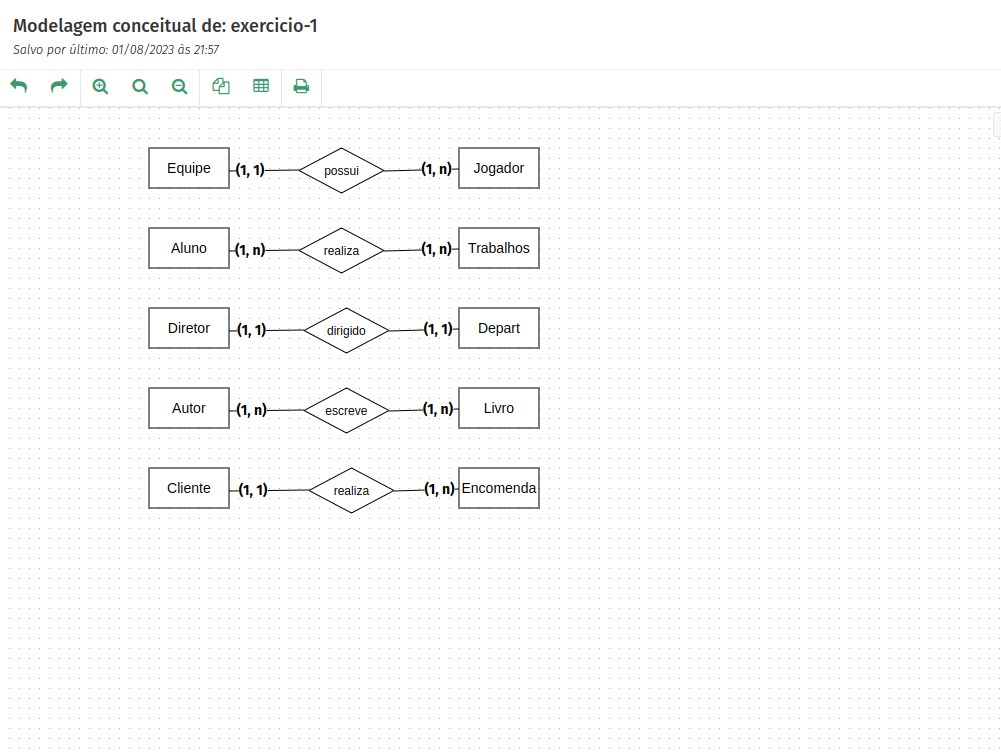 Modelagem conceitual de: exercicio-1
Salvo por último: 01/08/2023 às 21:57
Equipe (1, 1) possui (1, n) Jogador
Aluno (1, n) realiza (1, n) Trabalhos
Diretor (1, 1) dirigido (1, 1) Depart
Autor (1, n) escreve (1, n) Livro
Cliente (1, 1) realiza (1, n) Encomenda